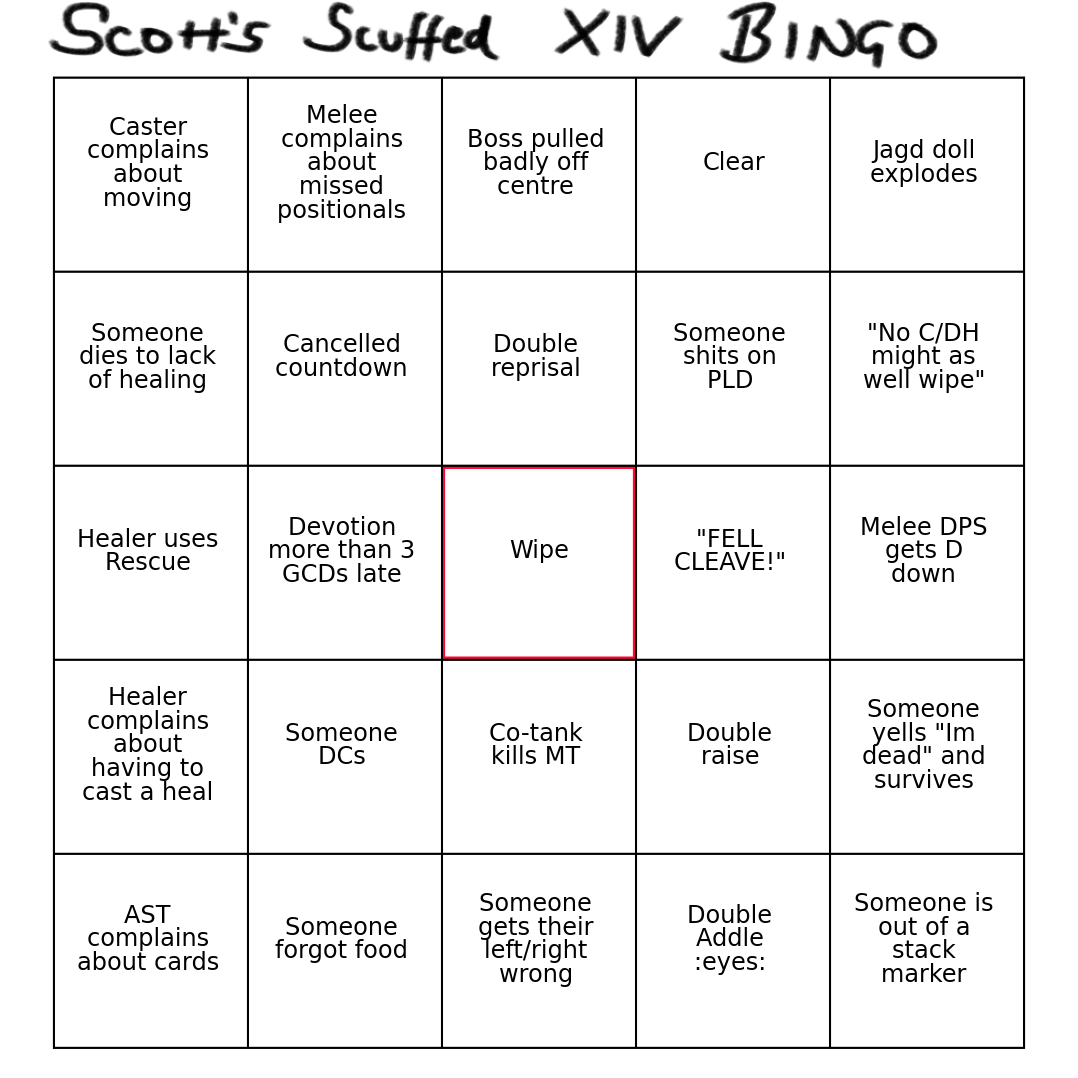 Scott's Scuffed XIV BINGO
Caster
complains
about
moving
Melee
complains
about
missed
positionals
Boss pulled
badly off
centre
Clear
Jagd doll
explodes
Someone
dies to lack
of healing
Cancelled
countdown
Double
reprisal
Someone
shits on
PLD
"No C/DH
might as
well wipe"
Healer uses
Rescue
Devotion
more than 3
GCDs late
Wipe
"FELL
CLEAVE!"
Melee DPS
gets D
down
Healer
complains
about
having to
cast a heal
Someone
DCs
Co-tank
kills MT
Double
raise
Someone
yells "Im
dead" and
survives
AST
complains
about cards
Someone
forgot food
Someone
gets their
left/right
wrong
Double
Addle
:eyes:
Someone is
out of a
stack
marker